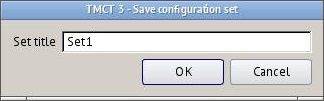 TMCT 3 - Save configuration set
Set title Set1
OK Cancel